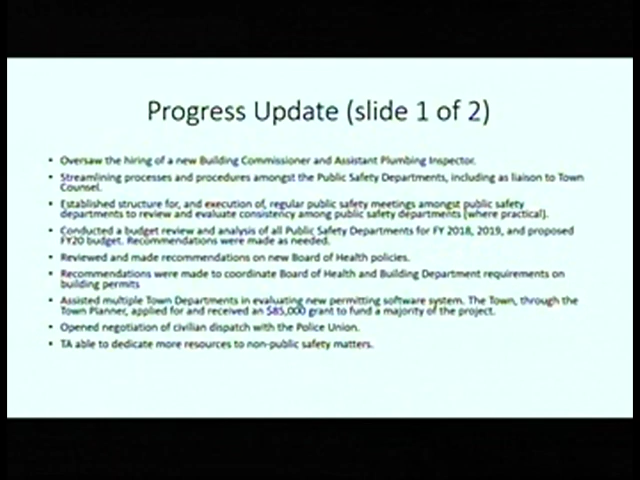 Progress Update (slide 1 of 2)
• Oversaw the hiring of a new Building Commissioner and Assistant Plumbing Inspector.
• Streamlining processes and procedures amongst the Public Safety Departments, including as liaison to Town
Counsel.
• Established structure for, and execution of, regular public safety meetings amongst public safety
departments to review and evaluate consistency among public safety departments (where practical).
• Conducted a budget review and analysis of all Public Safety Departments for FY 2018, 2019, and proposed
FY20 budget. Recommendations were made as needed.
• Reviewed and made recommendations on new Board of Health policies.
• Recommendations were made to coordinate Board of Health and Building Department requirements on
building permits
• Assisted multiple Town Departments in evaluating new permitting software system. The Town, through the
Town Planner, applied for and received an $85,000 grant to fund a majority of the project.
• Opened negotiation of civilian dispatch with the Police Union.
• TA able to dedicate more resources to non-public safety matters.